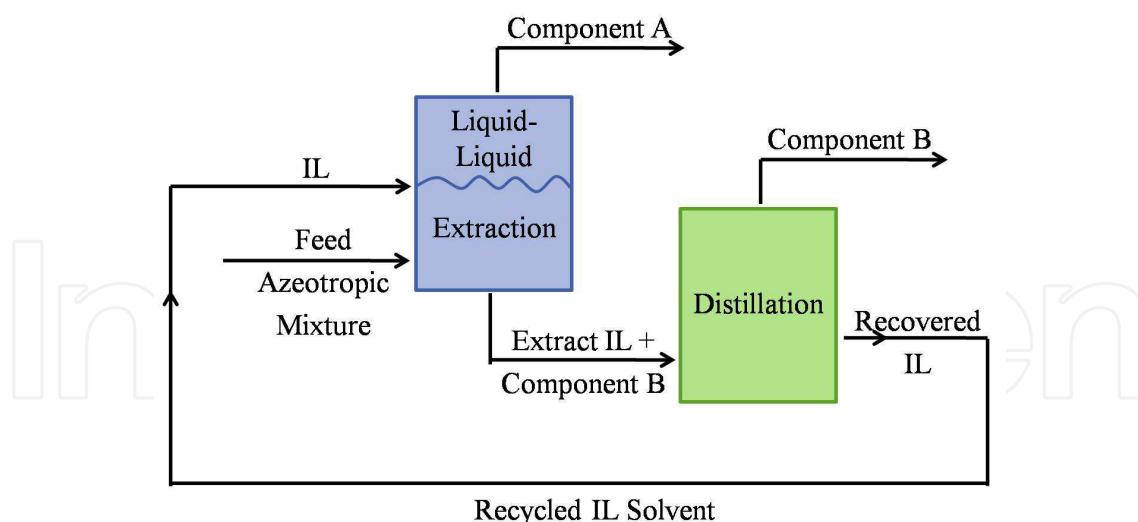 Component A
Liquid-
Liquid
Extraction
IL
Feed
Azeotropic
Mixture
Component B
Distillation
Extract IL +
Component B
Recovered
IL
Recycled IL Solvent